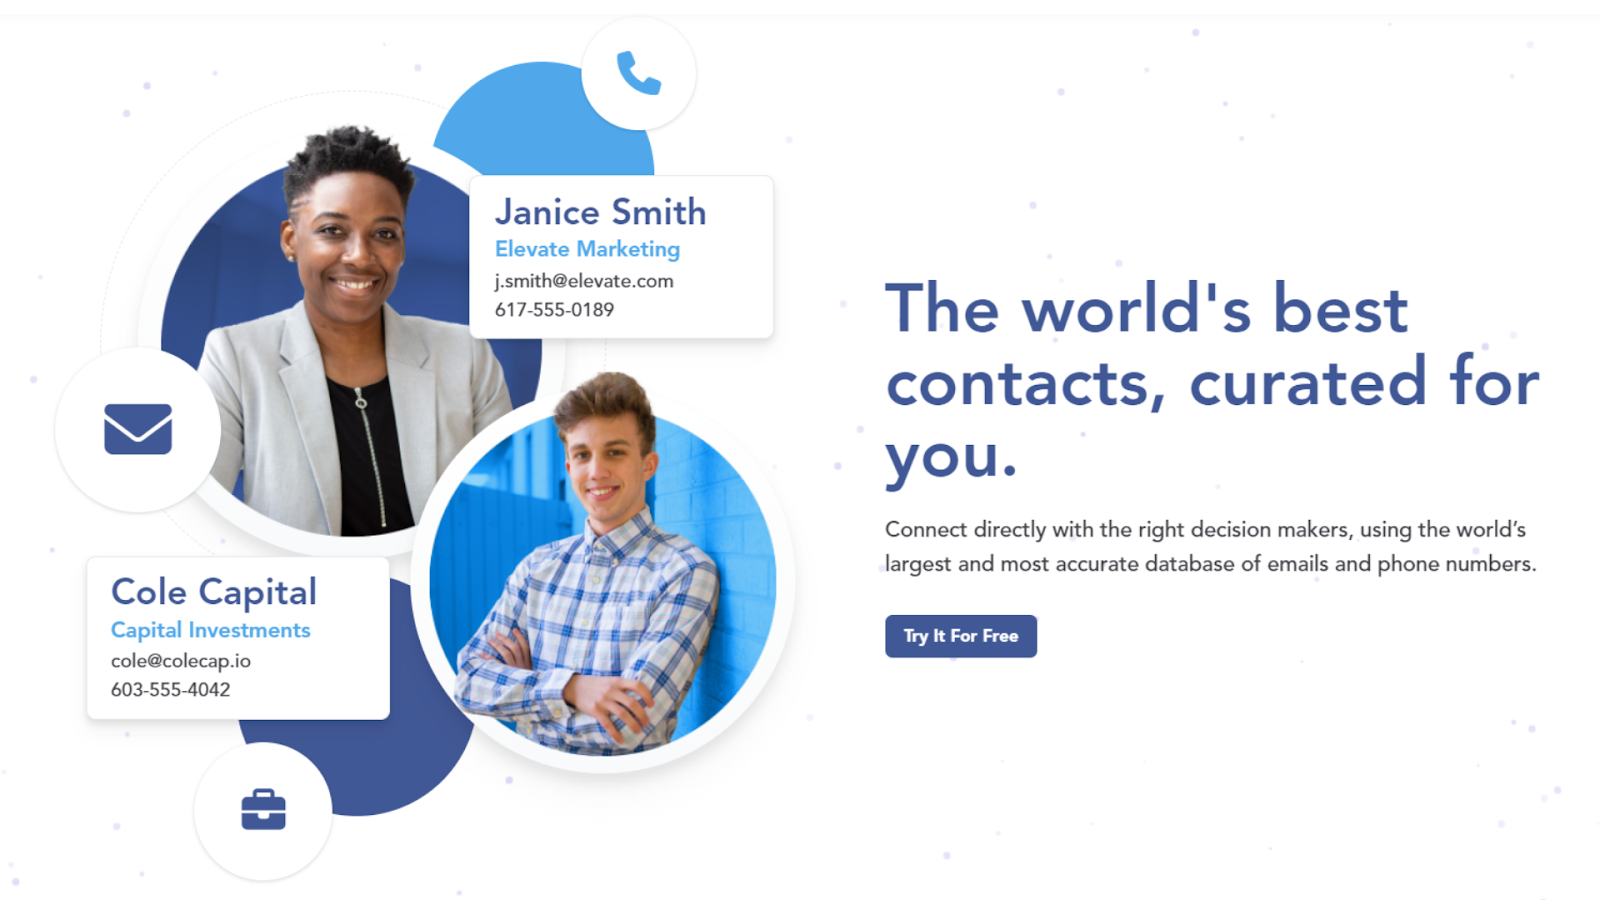 Janice Smith
Elevate Marketing
j.smith@elevate.com
617-555-0189
Cole Capital
Capital Investments
cole@colecap.io
603-555-4042
The world's best
contacts, curated for
you.
Connect directly with the right decision makers, using the world’s
largest and most accurate database of emails and phone numbers.
Try It For Free